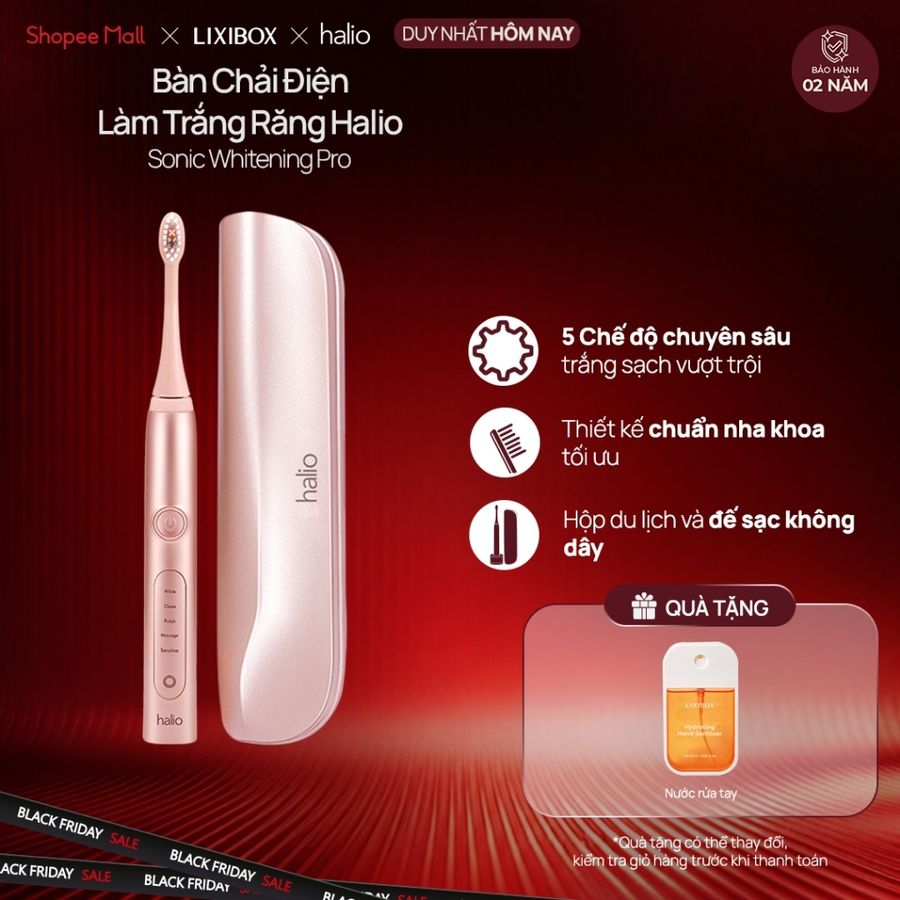 Shopee Mall × LIXIBOX × halio
DUY NHẤT HÔM NAY
BẢO HÀNH
02 NĂM
Bàn Chải Điện
Làm Trắng Răng Halio
Sonic Whitening Pro
5 Chế độ chuyên sâu
trắng sạch vượt trội
Thiết kế chuẩn nha khoa
tối ưu
Hộp du lịch và đế sạc không
dây
halio
White
Clean
Polish
Massage
Sensitive
halio
QUÀ TẶNG
LIXIBOX
Hydrating
Hand Sanitizer
Nước rửa tay
*Quà tặng có thể thay đổi,
kiểm tra giỏ hàng trước khi thanh toán
BLACK FRIDAY SALE
BLACK FRIDAY SALE
LACK FRIDAY SALE
BLACK FRIDAY SALE